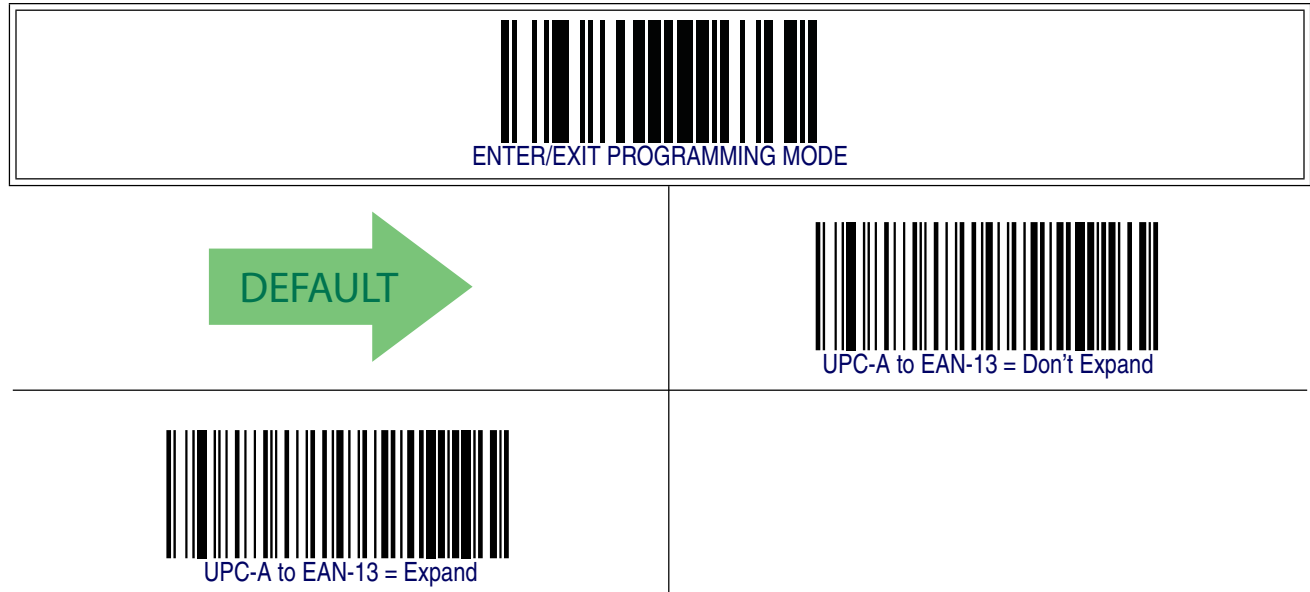 ENTER/EXIT PROGRAMMING MODE
DEFAULT
UPC-A to EAN-13 = Don't Expand
UPC-A to EAN-13 = Expand